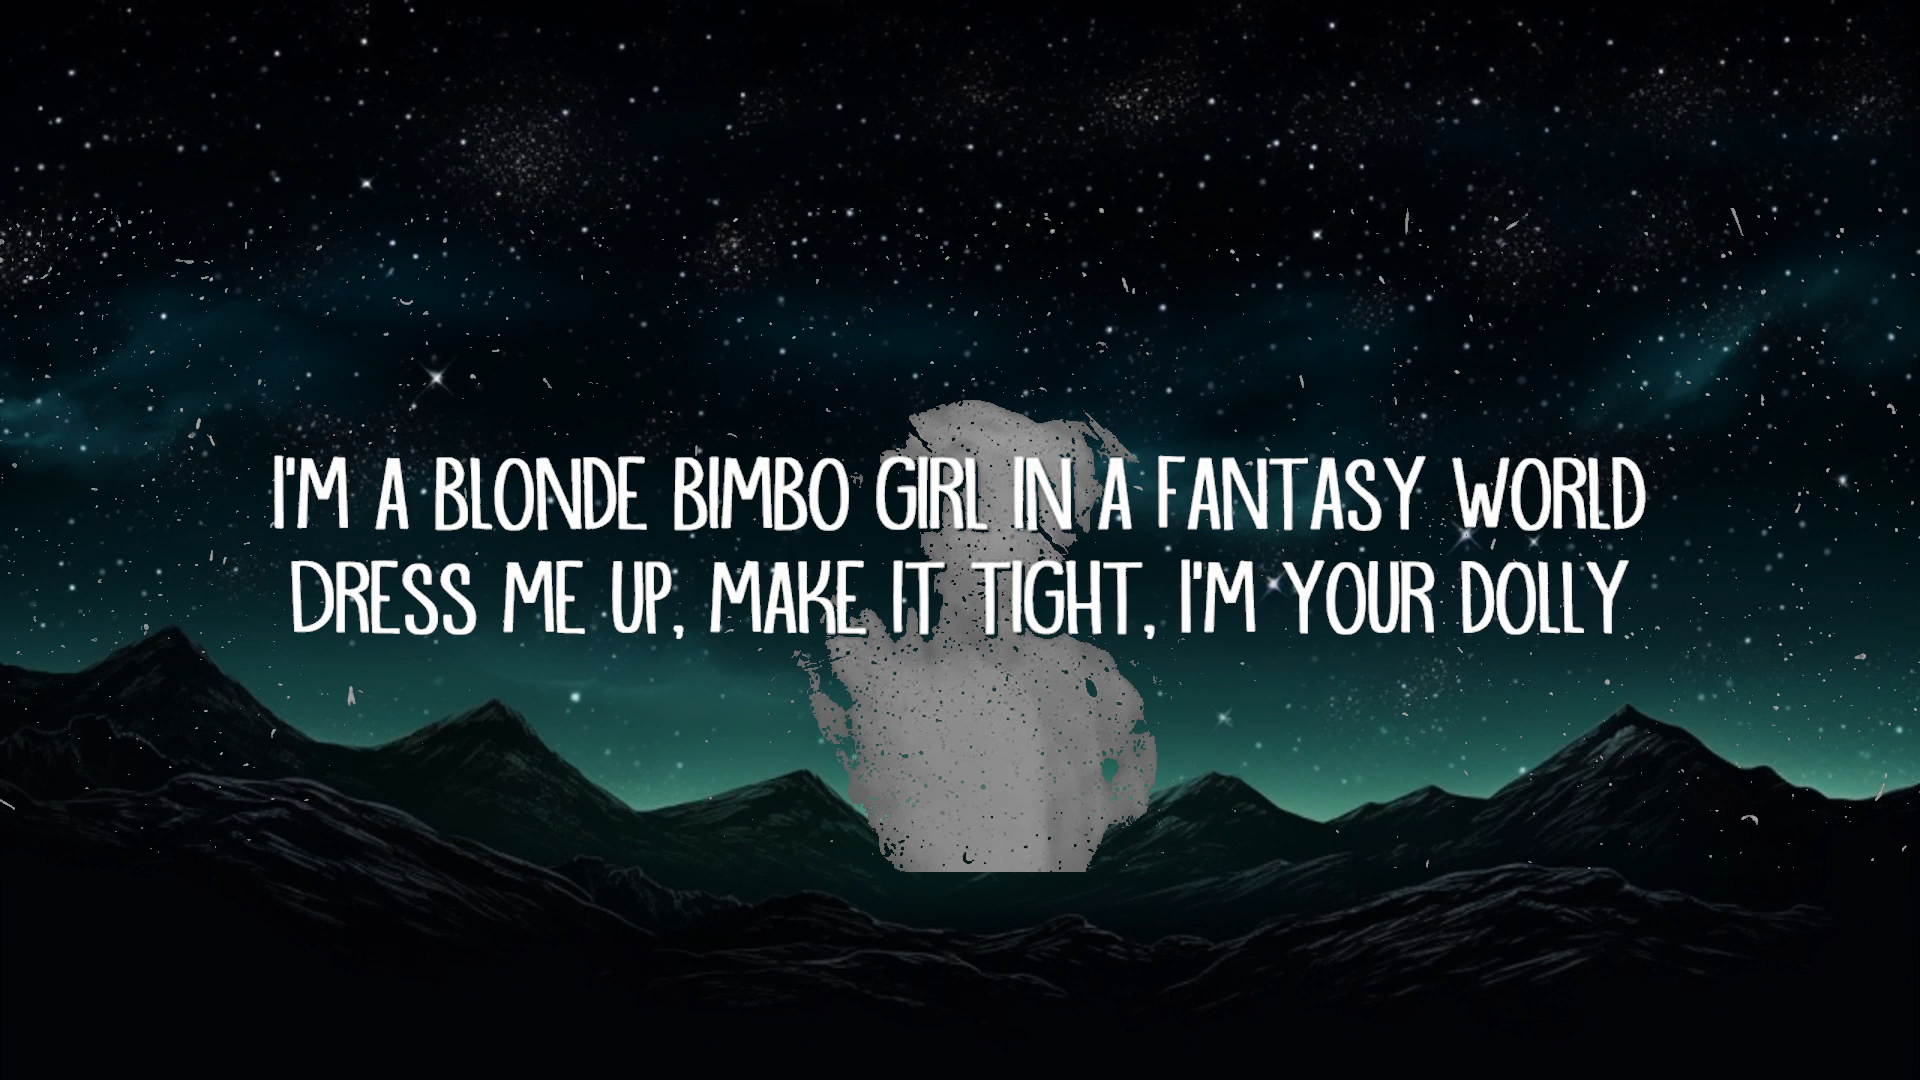 I'M A BLONDE BIMBO GIRL IN A FANTASY WORLD
DRESS ME UP, MAKE IT TIGHT, I'M YOUR DOLLY